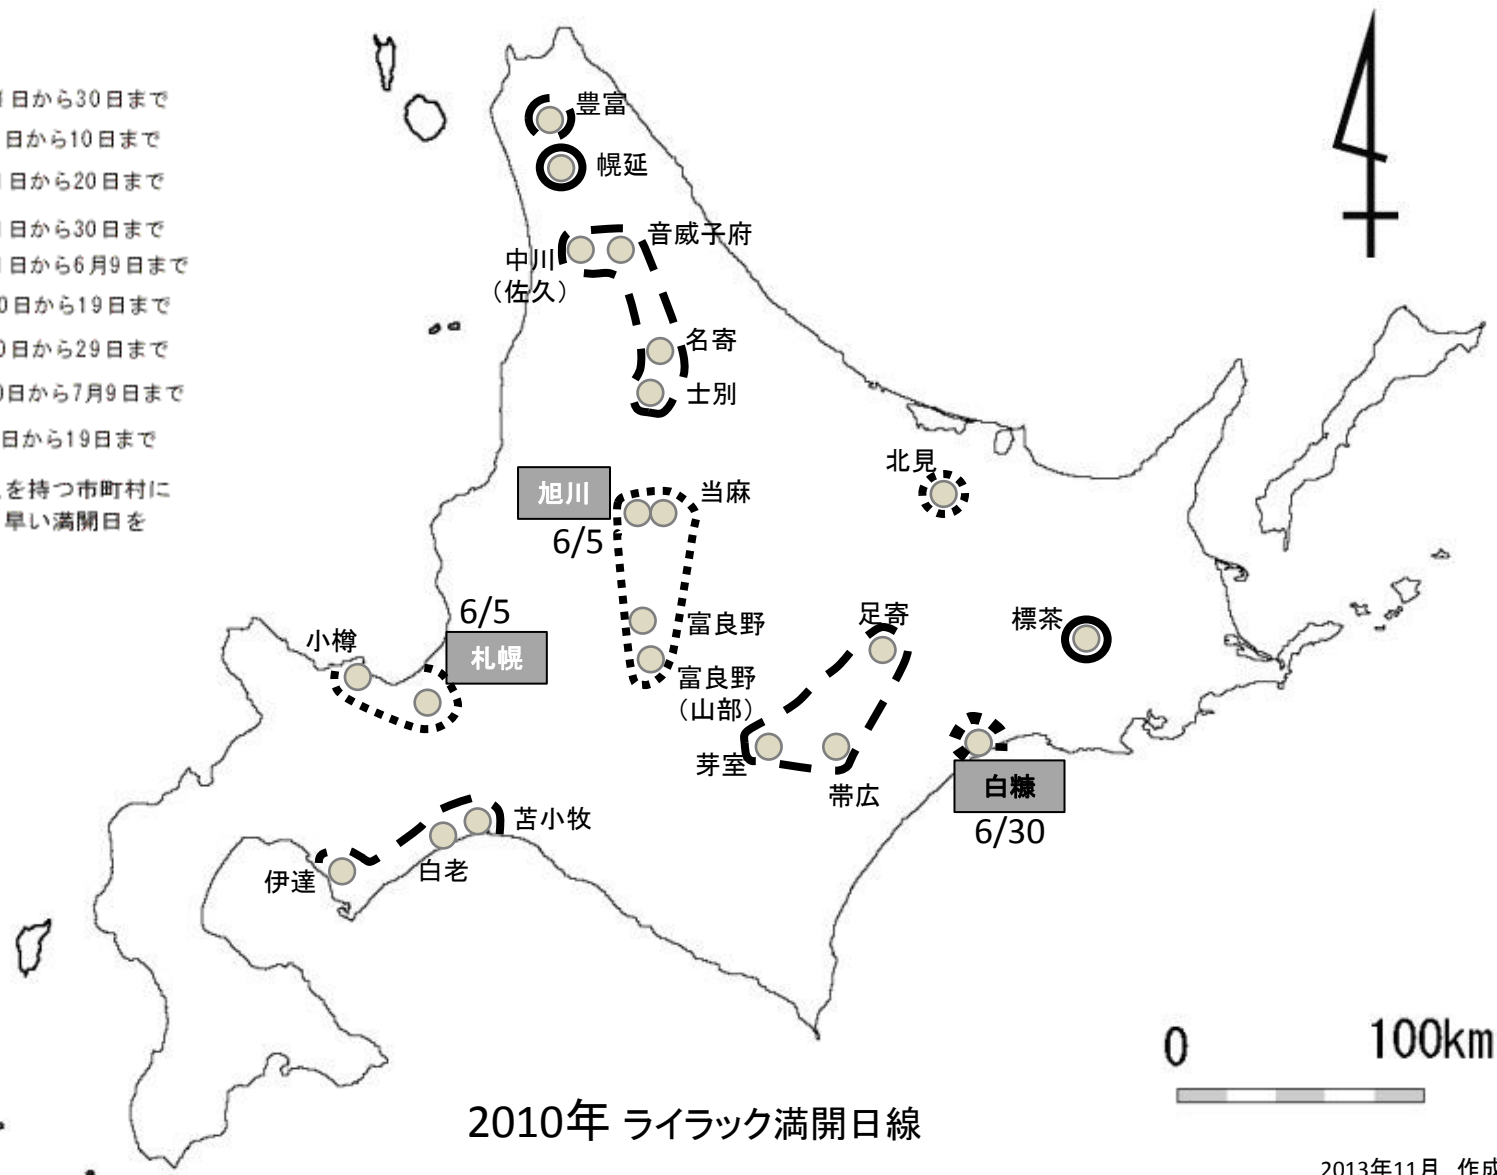 日から30日まで
日から10日まで
日から20日まで
日から30日まで
日から6月9日まで
0日から19日まで
0日から29日まで
0日から7月9日まで
日から19日まで
を持つ市町村に
早い満開日を
豊富
幌延
音威子府
中川
（佐久）
名寄
士別
北見
旭川
当麻
6/5
6/5
小樽
札幌
富良野
富良野
（山部）
足寄
標茶
芽室
帯広
白糠
6/30
苫小牧
白老
伊達
0
100km
2010年 ライラック満開日線
2013年11月 作成